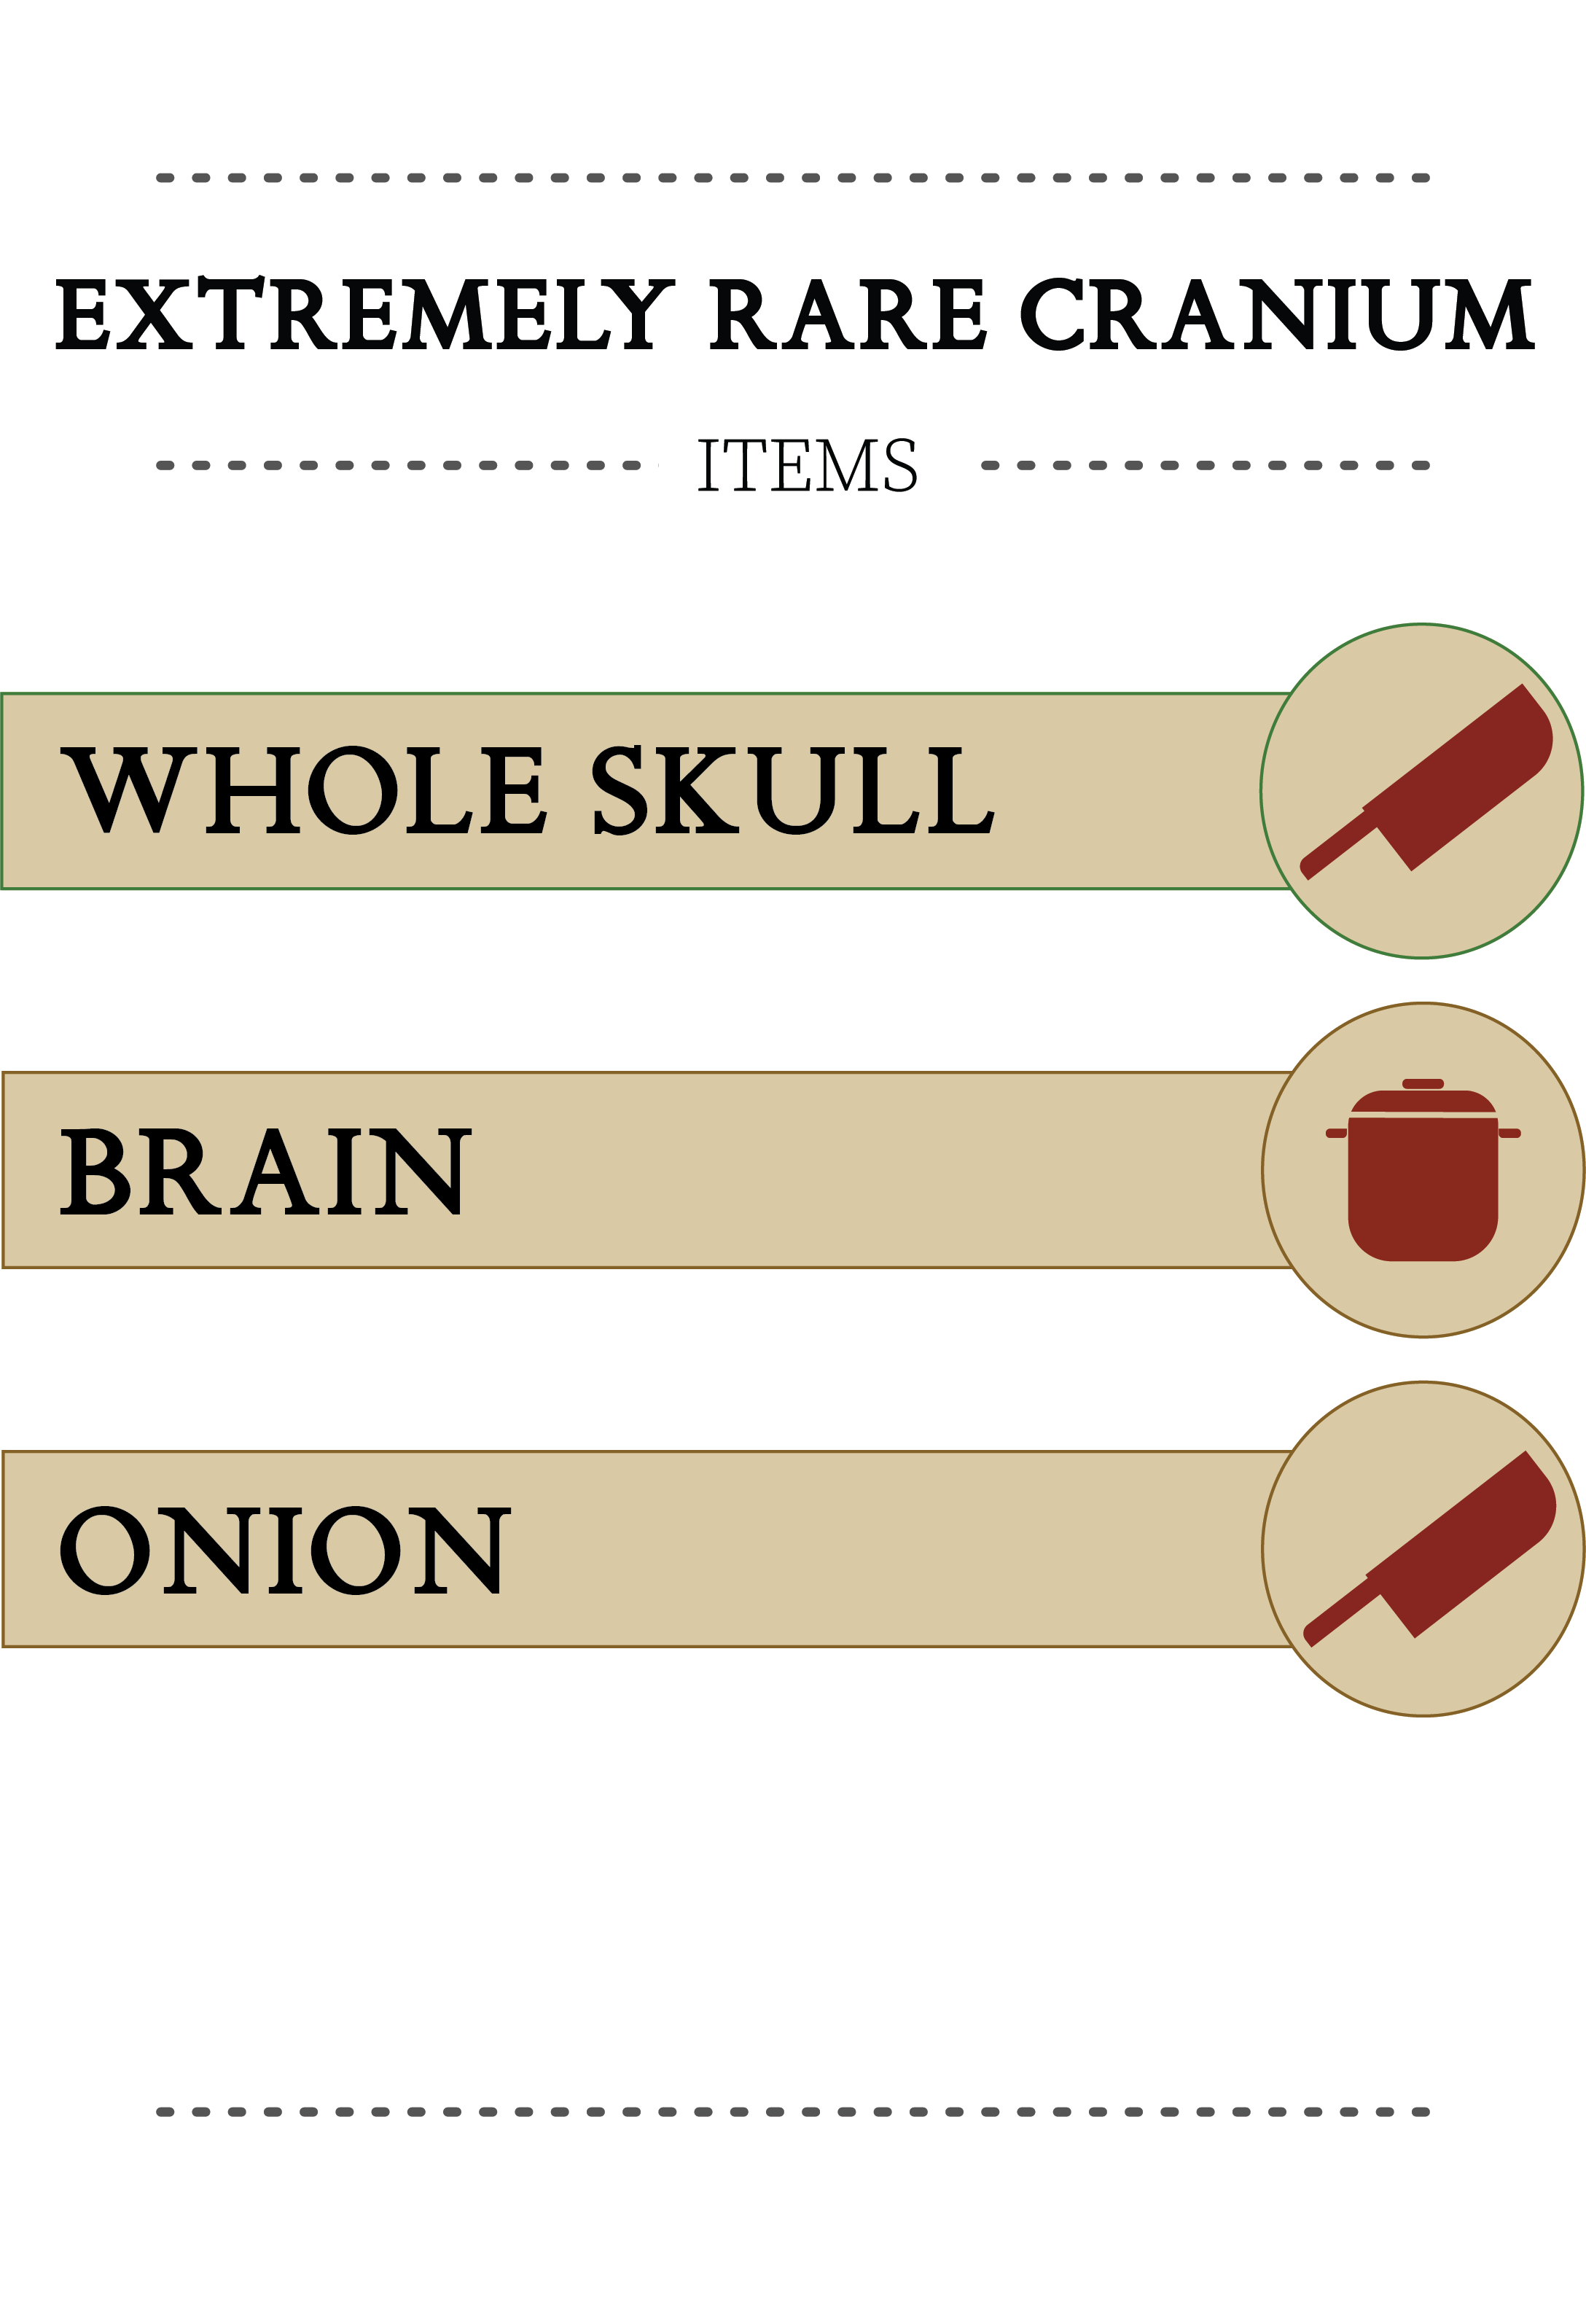 EXTREMELY RARE CRANIUM
ITEMS
WHOLE SKULL
BRAIN
ONION